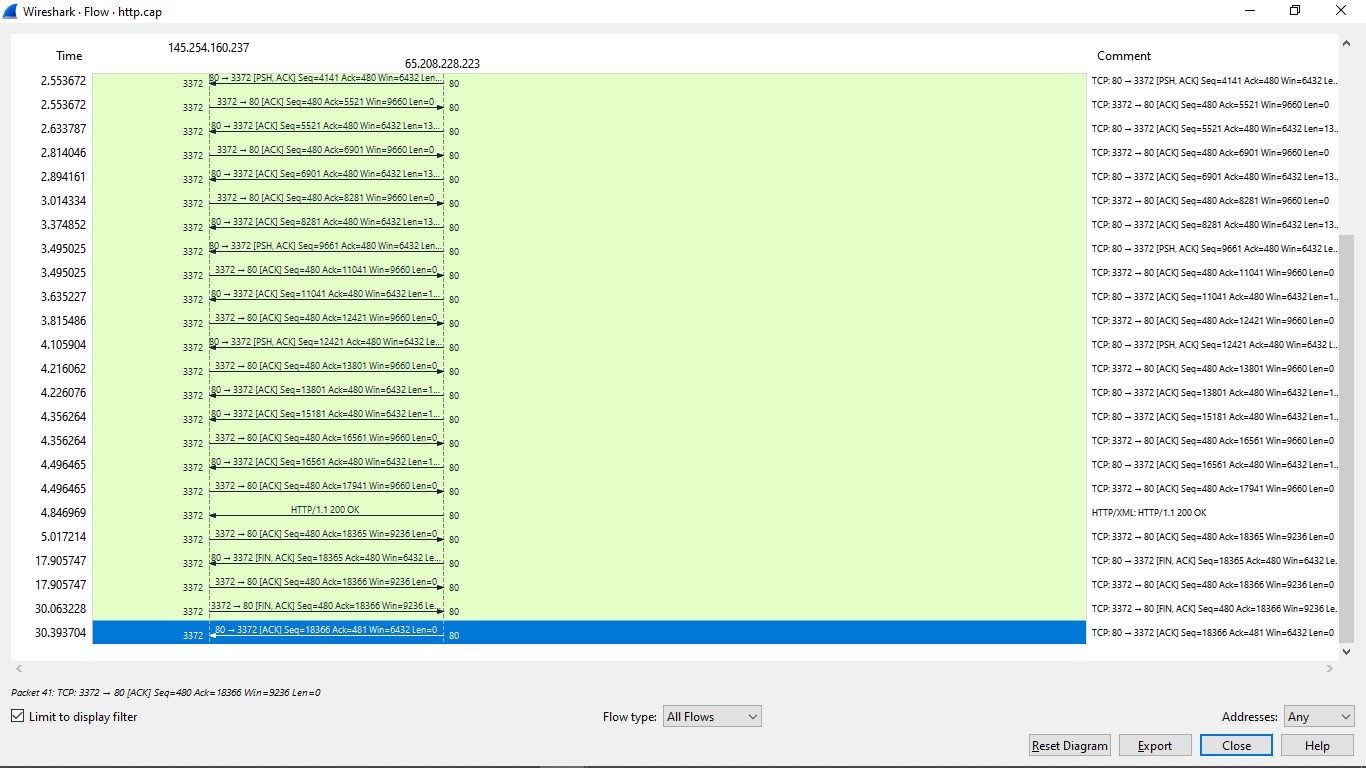 Wireshark · Flow · http.cap
Time 145.254.160.237 65.208.228.223 Comment
2.553672 3372 80 → 3372 [PSH, ACK] Seq=4141 Ack=480 Win=6432 Len... 80 TCP: 80 → 3372 [PSH, ACK] Seq=4141 Ack=480 Win=6432 Le...
2.553672 3372 3372 → 80 [ACK] Seq=480 Ack=5521 Win=9660 Len=0 80 TCP: 3372 → 80 [ACK] Seq=480 Ack=5521 Win=9660 Len=0
2.633787 3372 80 → 3372 [ACK] Seq=5521 Ack=480 Win=6432 Len=13... 80 TCP: 80 → 3372 [ACK] Seq=5521 Ack=480 Win=6432 Len=13...
2.814046 3372 3372 → 80 [ACK] Seq=480 Ack=6901 Win=9660 Len=0 80 TCP: 3372 → 80 [ACK] Seq=480 Ack=6901 Win=9660 Len=0
2.894161 3372 80 → 3372 [ACK] Seq=6901 Ack=480 Win=6432 Len=13... 80 TCP: 80 → 3372 [ACK] Seq=6901 Ack=480 Win=6432 Len=13...
3.014334 3372 3372 → 80 [ACK] Seq=480 Ack=8281 Win=9660 Len=0 80 TCP: 3372 → 80 [ACK] Seq=480 Ack=8281 Win=9660 Len=0
3.374852 3372 80 → 3372 [ACK] Seq=8281 Ack=480 Win=6432 Len=13... 80 TCP: 80 → 3372 [ACK] Seq=8281 Ack=480 Win=6432 Len=13...
3.495025 3372 80 → 3372 [PSH, ACK] Seq=9661 Ack=480 Win=6432 Len... 80 TCP: 80 → 3372 [PSH, ACK] Seq=9661 Ack=480 Win=6432 Le...
3.495025 3372 3372 → 80 [ACK] Seq=480 Ack=11041 Win=9660 Len=0 80 TCP: 3372 → 80 [ACK] Seq=480 Ack=11041 Win=9660 Len=0
3.635227 3372 80 → 3372 [ACK] Seq=11041 Ack=480 Win=6432 Len=1... 80 TCP: 80 → 3372 [ACK] Seq=11041 Ack=480 Win=6432 Len=1...
3.815486 3372 3372 → 80 [ACK] Seq=480 Ack=12421 Win=9660 Len=0 80 TCP: 3372 → 80 [ACK] Seq=480 Ack=12421 Win=9660 Len=0
4.105904 3372 80 → 3372 [PSH, ACK] Seq=12421 Ack=480 Win=6432 Le... 80 TCP: 80 → 3372 [PSH, ACK] Seq=12421 Ack=480 Win=6432 L...
4.216062 3372 3372 → 80 [ACK] Seq=480 Ack=13801 Win=9660 Len=0 80 TCP: 3372 → 80 [ACK] Seq=480 Ack=13801 Win=9660 Len=0
4.226076 3372 80 → 3372 [ACK] Seq=13801 Ack=480 Win=6432 Len=1... 80 TCP: 80 → 3372 [ACK] Seq=13801 Ack=480 Win=6432 Len=1...
4.356264 3372 80 → 3372 [ACK] Seq=15181 Ack=480 Win=6432 Len=1... 80 TCP: 80 → 3372 [ACK] Seq=15181 Ack=480 Win=6432 Len=1...
4.356264 3372 3372 → 80 [ACK] Seq=480 Ack=16561 Win=9660 Len=0 80 TCP: 3372 → 80 [ACK] Seq=480 Ack=16561 Win=9660 Len=0
4.496465 3372 80 → 3372 [ACK] Seq=16561 Ack=480 Win=6432 Len=1... 80 TCP: 80 → 3372 [ACK] Seq=16561 Ack=480 Win=6432 Len=1...
4.496465 3372 3372 → 80 [ACK] Seq=480 Ack=17941 Win=9660 Len=0 80 TCP: 3372 → 80 [ACK] Seq=480 Ack=17941 Win=9660 Len=0
4.846969 3372 HTTP/1.1 200 OK 80 HTTP/XML: HTTP/1.1 200 OK
5.017214 3372 3372 → 80 [ACK] Seq=480 Ack=18365 Win=9236 Len=0 80 TCP: 3372 → 80 [ACK] Seq=480 Ack=18365 Win=9236 Len=0
17.905747 3372 80 → 3372 [FIN, ACK] Seq=18365 Ack=480 Win=6432 Le... 80 TCP: 80 → 3372 [FIN, ACK] Seq=18365 Ack=480 Win=6432 Le...
17.905747 3372 3372 → 80 [ACK] Seq=480 Ack=18366 Win=9236 Len=0 80 TCP: 3372 → 80 [ACK] Seq=480 Ack=18366 Win=9236 Len=0
30.063228 3372 3372 → 80 [FIN, ACK] Seq=480 Ack=18366 Win=9236 Le... 80 TCP: 3372 → 80 [FIN, ACK] Seq=480 Ack=18366 Win=9236 Le...
30.393704 3372 80 → 3372 [ACK] Seq=18366 Ack=481 Win=6432 Len=0 80 TCP: 80 → 3372 [ACK] Seq=18366 Ack=481 Win=6432 Len=0
Packet 41: TCP: 3372 → 80 [ACK] Seq=480 Ack=18366 Win=9236 Len=0
Limit to display filter Flow type: All Flows Addresses: Any
Reset Diagram Export Close Help